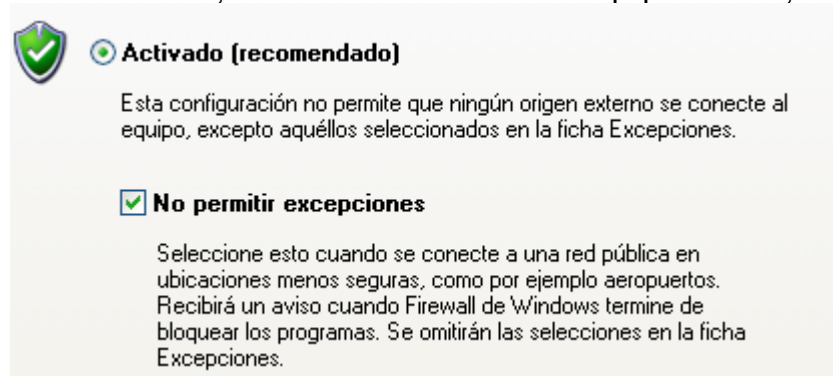 Activado (recomendado)
Esta configuración no permite que ningún origen externo se conecte al
equipo, excepto aquéllos seleccionados en la ficha Excepciones.
No permitir excepciones
Seleccione esto cuando se conecte a una red pública en
ubicaciones menos seguras, como por ejemplo aeropuertos.
Recibirá un aviso cuando Firewall de Windows termine de
bloquear los programas. Se omitirán las selecciones en la ficha
Excepciones.